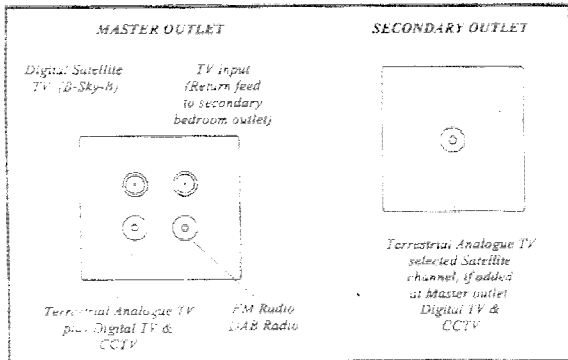 MASTER OUTLET
Digital Satellite
TV (B-Sky-B)
TV input
(Return feed
to secondary
bedroom outlet)
Terrestrial Analogue TV
plus Digital TV &
CCTV
FM Radio
DAB Radio
SECONDARY OUTLET
Terrestrial Analogue TV
selected Satellite
channel, if added
at Master outlet
Digital TV &
CCTV